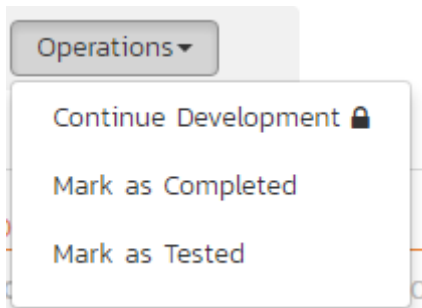 Operations
Continue Development
Mark as Completed
Mark as Tested